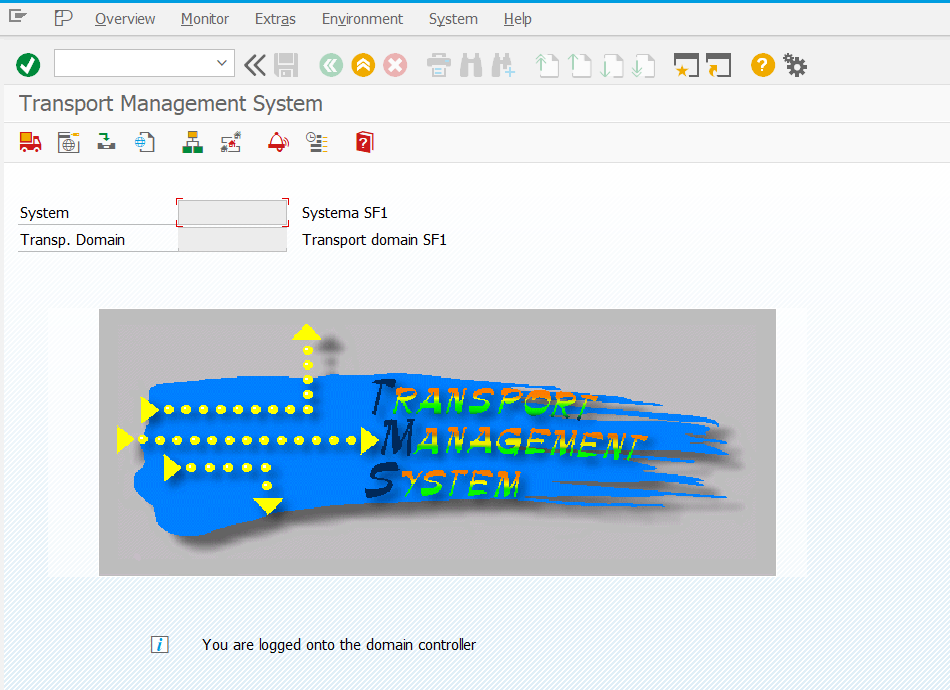 Overview Monitor Extras Environment System Help
Transport Management System
System Systema SF1
Transp. Domain Transport domain SF1
TRANSPORT
MANAGEMENT
SYSTEM
You are logged onto the domain controller